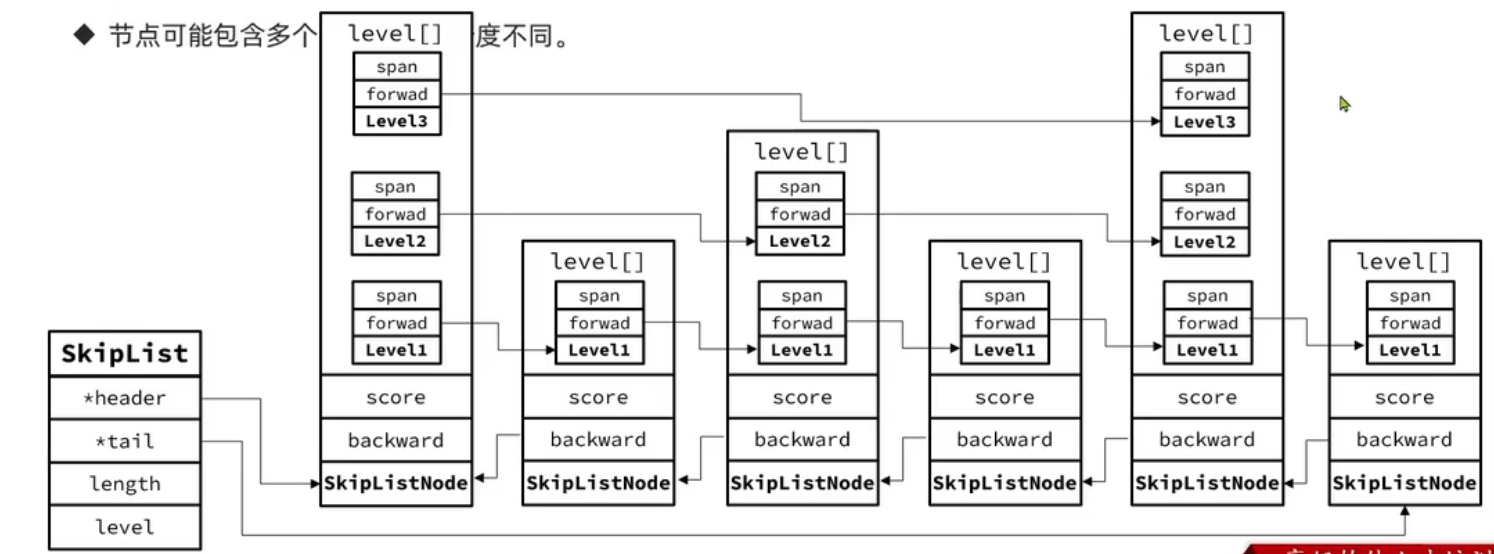 节点可能包含多个
度不同。
level[]
span
forwad
Level3
span
forwad
Level2
span
forwad
Level1
score
backward
SkipListNode
level[]
span
forwad
Level1
score
backward
SkipListNode
level[]
span
forwad
Level2
span
forwad
Level1
score
backward
SkipListNode
level[]
span
forwad
Level1
score
backward
SkipListNode
level[]
span
forwad
Level3
span
forwad
Level2
span
forwad
Level1
score
backward
SkipListNode
level[]
span
forwad
Level1
score
backward
SkipListNode
SkipList
*header
*tail
length
level